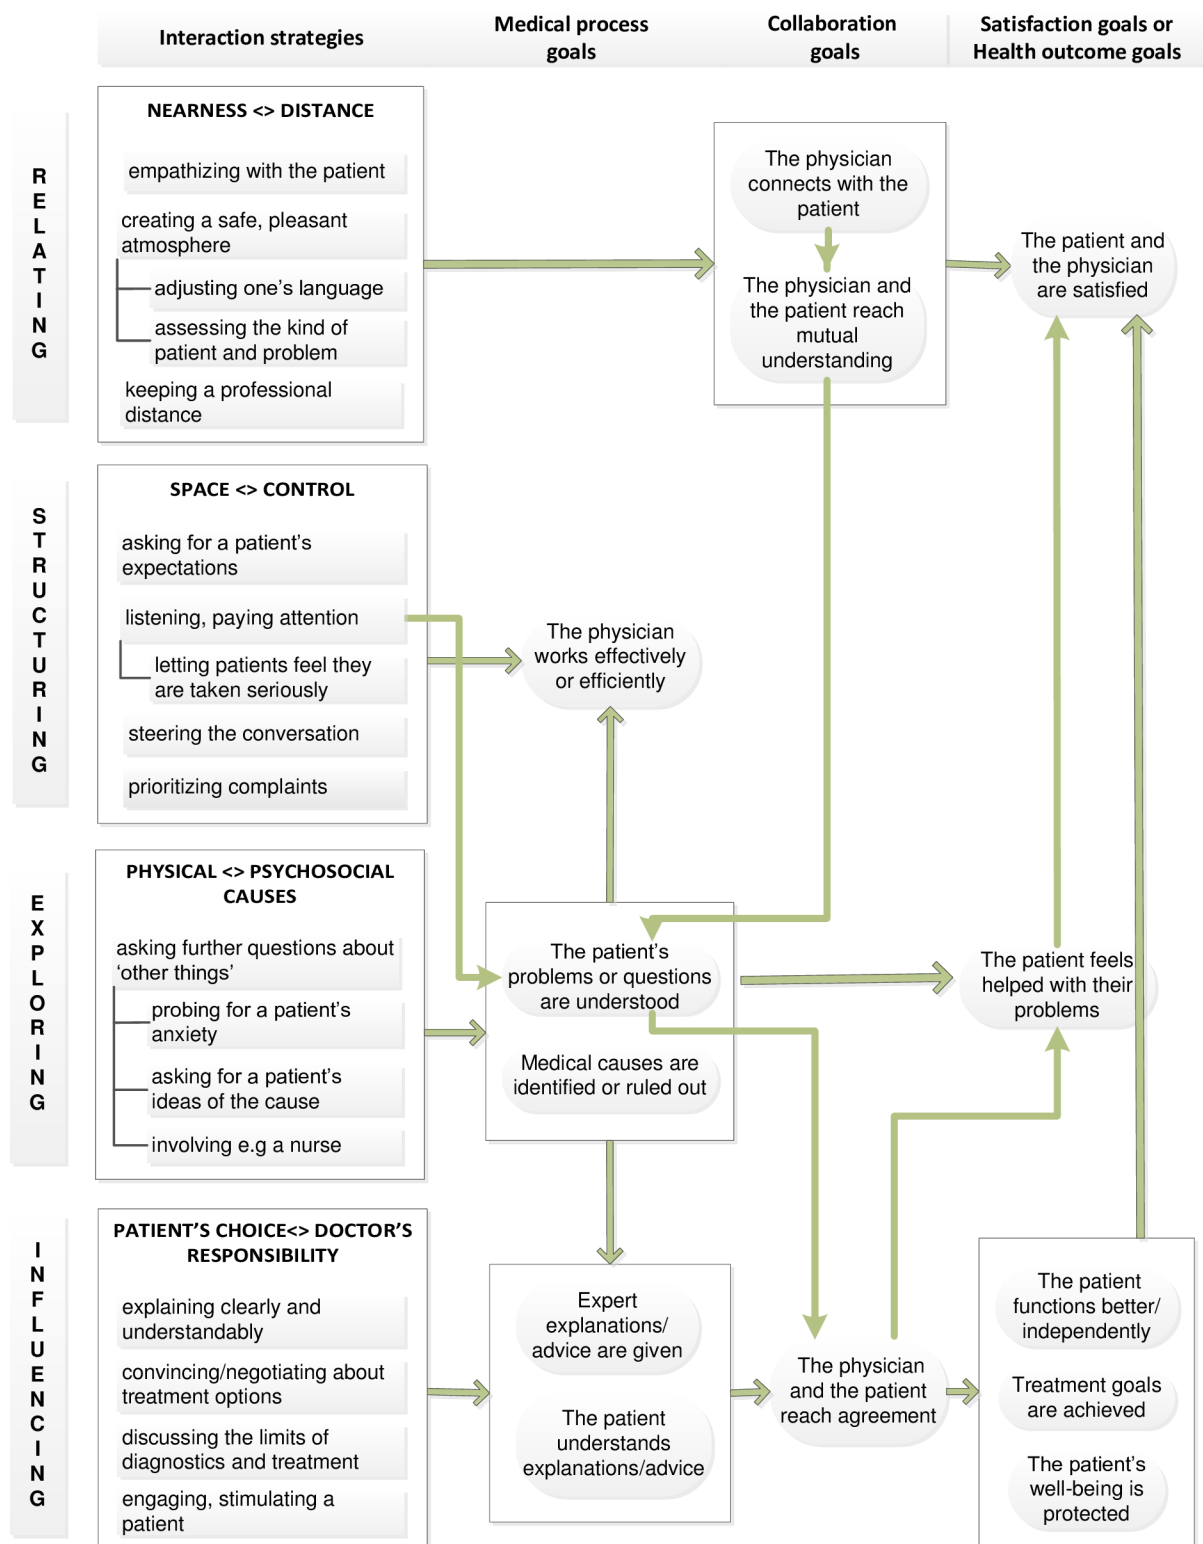 Interaction strategies
Medical process
goals
Collaboration
goals
Satisfaction goals or
Health outcome goals
RELATING
NEARNESS <> DISTANCE
empathizing with the patient
creating a safe, pleasant
atmosphere
adjusting one's language
assessing the kind of
patient and problem
keeping a professional
distance
The physician
connects with the
patient
The physician and
the patient reach
mutual
understanding
The patient and
the physician
are satisfied
STRUCTURING
SPACE <> CONTROL
asking for a patient's
expectations
listening, paying attention
letting patients feel they
are taken seriously
steering the conversation
prioritizing complaints
The physician
works effectively
or efficiently
EXPLORING
PHYSICAL <> PSYCHOSOCIAL
CAUSES
asking further questions about
‘other things’
probing for a patient's
anxiety
asking for a patient's
ideas of the cause
involving e.g a nurse
The patient's
problems or questions
are understood
Medical causes are
identified or ruled out
The patient feels
helped with their
problems
INFLUENCING
PATIENT'S CHOICE<> DOCTOR'S
RESPONSIBILITY
explaining clearly and
understandably
convincing/negotiating about
treatment options
discussing the limits of
diagnostics and treatment
engaging, stimulating a
patient
Expert
explanations/
advice are given
The patient
understands
explanations/advice
The physician
and the patient
reach agreement
The patient
functions better/
independently
Treatment goals
are achieved
The patient's
well-being is
protected